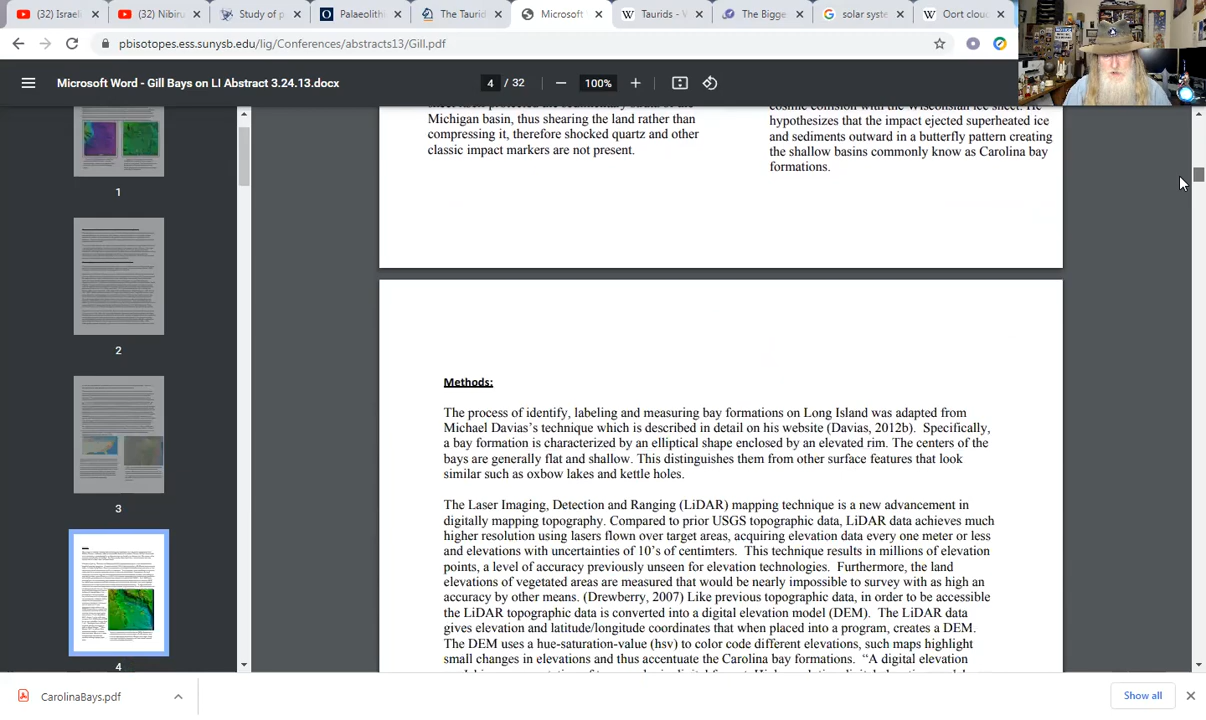 (32) Israeli
(32) Nibiru
Study of p
Palaeolith
The Taurid
Microsoft
Taurids - W
The Bigge
solar syste
Oort cloud
pbisotopes.ess.sunysb.edu/lig/Conferences/abstracts13/Gill.pdf
Microsoft Word - Gill Bays on LI Abstract 3.24.13.docx
4 / 32
100%
1
2
3
4
Michigan basin, thus shearing the land rather than
compressing it, therefore shocked quartz and other
classic impact markers are not present.
cosmic collision with the Wisconsian ice sheet. He
hypothesizes that the impact ejected superheated ice
and sediments outward in a butterfly pattern creating
the shallow basins commonly know as Carolina bay
formations.
Methods:
The process of identify, labeling and measuring bay formations on Long Island was adapted from
Michael Davias's technique which is described in detail on his website (Davias, 2012b). Specifically,
a bay formation is characterized by an elliptical shape enclosed by an elevated rim. The centers of the
bays are generally flat and shallow. This distinguishes them from other surface features that look
similar such as oxbow lakes and kettle holes.
The Laser Imaging, Detection and Ranging (LiDAR) mapping technique is a new advancement in
digitally mapping topography. Compared to prior USGS topographic data, LiDAR data achieves much
higher resolution using lasers flown over target areas, acquiring elevation data every one meter or less
and elevations with uncertainties of 10's of centimters. This technique results in millions of elevation
points, a level of accuracy previously unseen for elevation technologies. Furthermore, the land
elevations of vegetated areas are measured that would be nearly impossible to survey with as high an
accuracy by other means. (Drewberry, 2007) Like previous topographic data, in order to be accessible
the LiDAR topographic data is converted into a digital elevation model (DEM). The LiDAR data
gives elevation and latitude/longitude coordinates that when placed into a program, creates a DEM.
The DEM uses a hue-saturation-value (hsv) to color code different elevations, such maps highlight
small changes in elevations and thus accentuate the Carolina bay formations. "A digital elevation
CarolinaBays.pdf
Show all